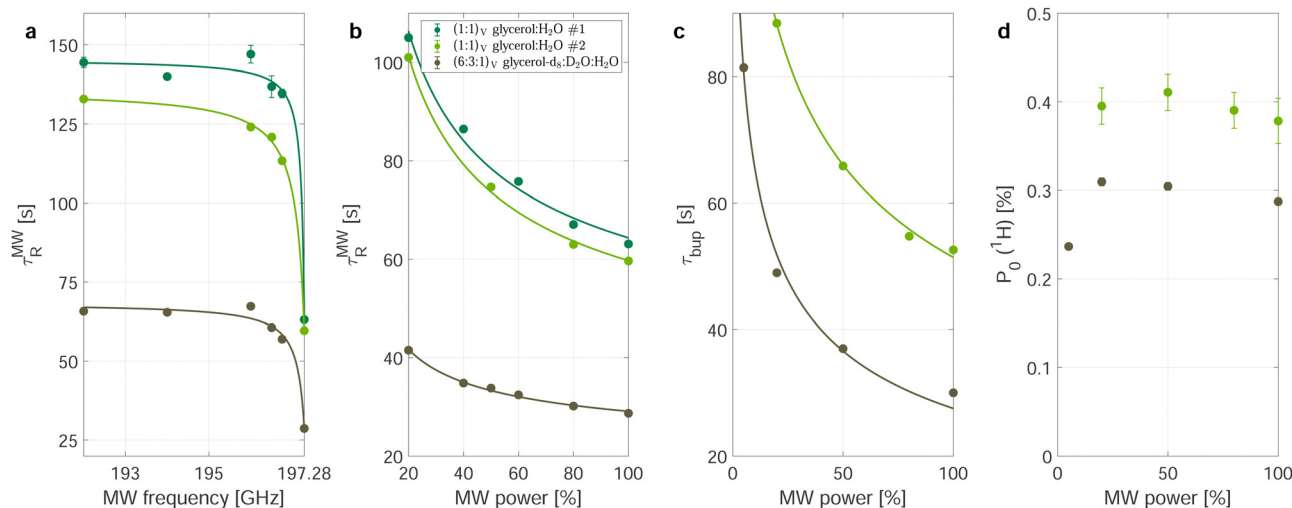 a
150
125
100
75
50
25
τ_R^MW [s]
193 195 197.28
MW frequency [GHz]
b
(1:1)_V glycerol:H₂O #1
(1:1)_V glycerol:H₂O #2
(6:3:1)_V glycerol-d₈:D₂O:H₂O
100
80
60
40
20
τ_R^MW [s]
20 40 60 80 100
MW power [%]
c
80
60
40
20
τ_bup [s]
0 50 100
MW power [%]
d
0.5
0.4
0.3
0.2
0.1
0
P₀ (¹H) [%]
0 50 100
MW power [%]